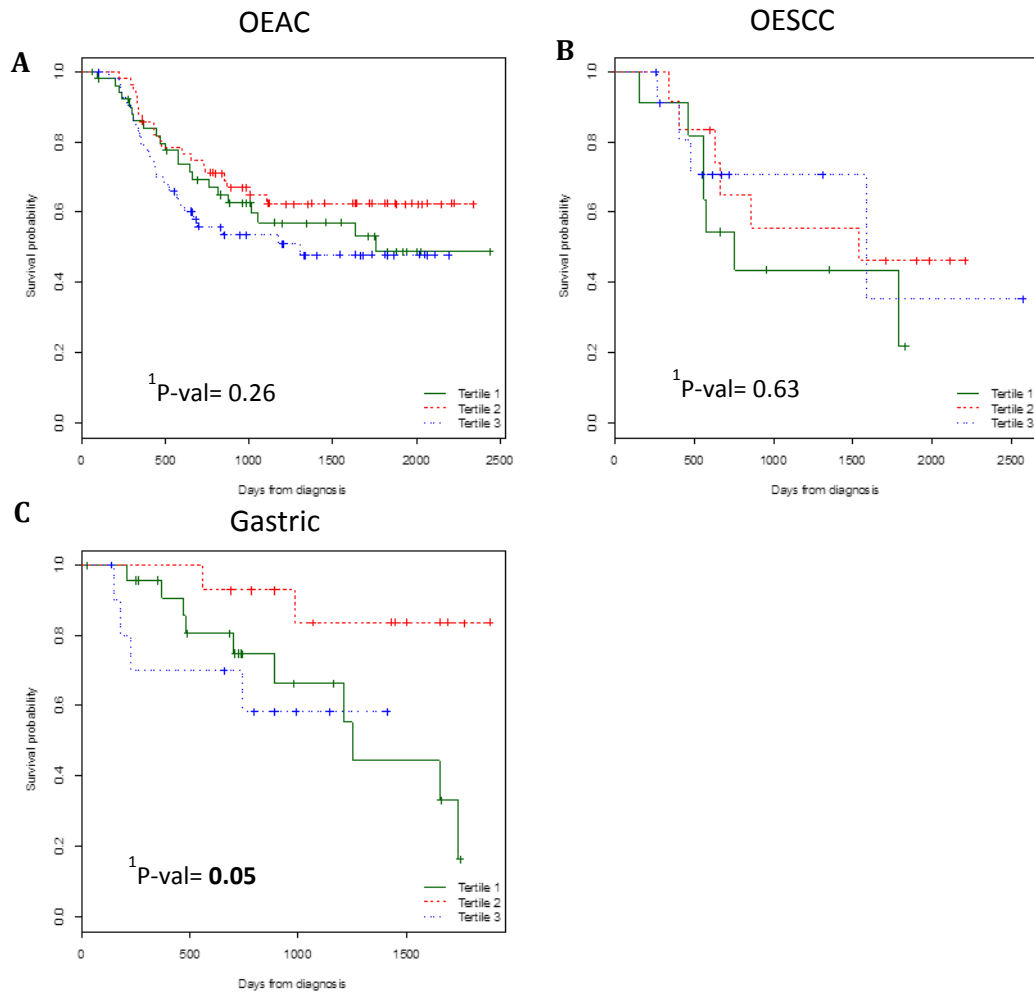 OEAC
A
Survival probability
1.0
0.8
0.6
0.4
0.2
0.0
1P-val= 0.26
Tertile 1
Tertile 2
Tertile 3
0 500 1000 1500 2000 2500
Days from diagnosis
OESCC
B
Survival probability
1.0
0.8
0.6
0.4
0.2
0.0
1P-val= 0.63
Tertile 1
Tertile 2
Tertile 3
0 500 1000 1500 2000 2500
Days from diagnosis
C
Gastric
Survival probability
1.0
0.8
0.6
0.4
0.2
0.0
1P-val= 0.05
Tertile 1
Tertile 2
Tertile 3
0 500 1000 1500
Days from diagnosis